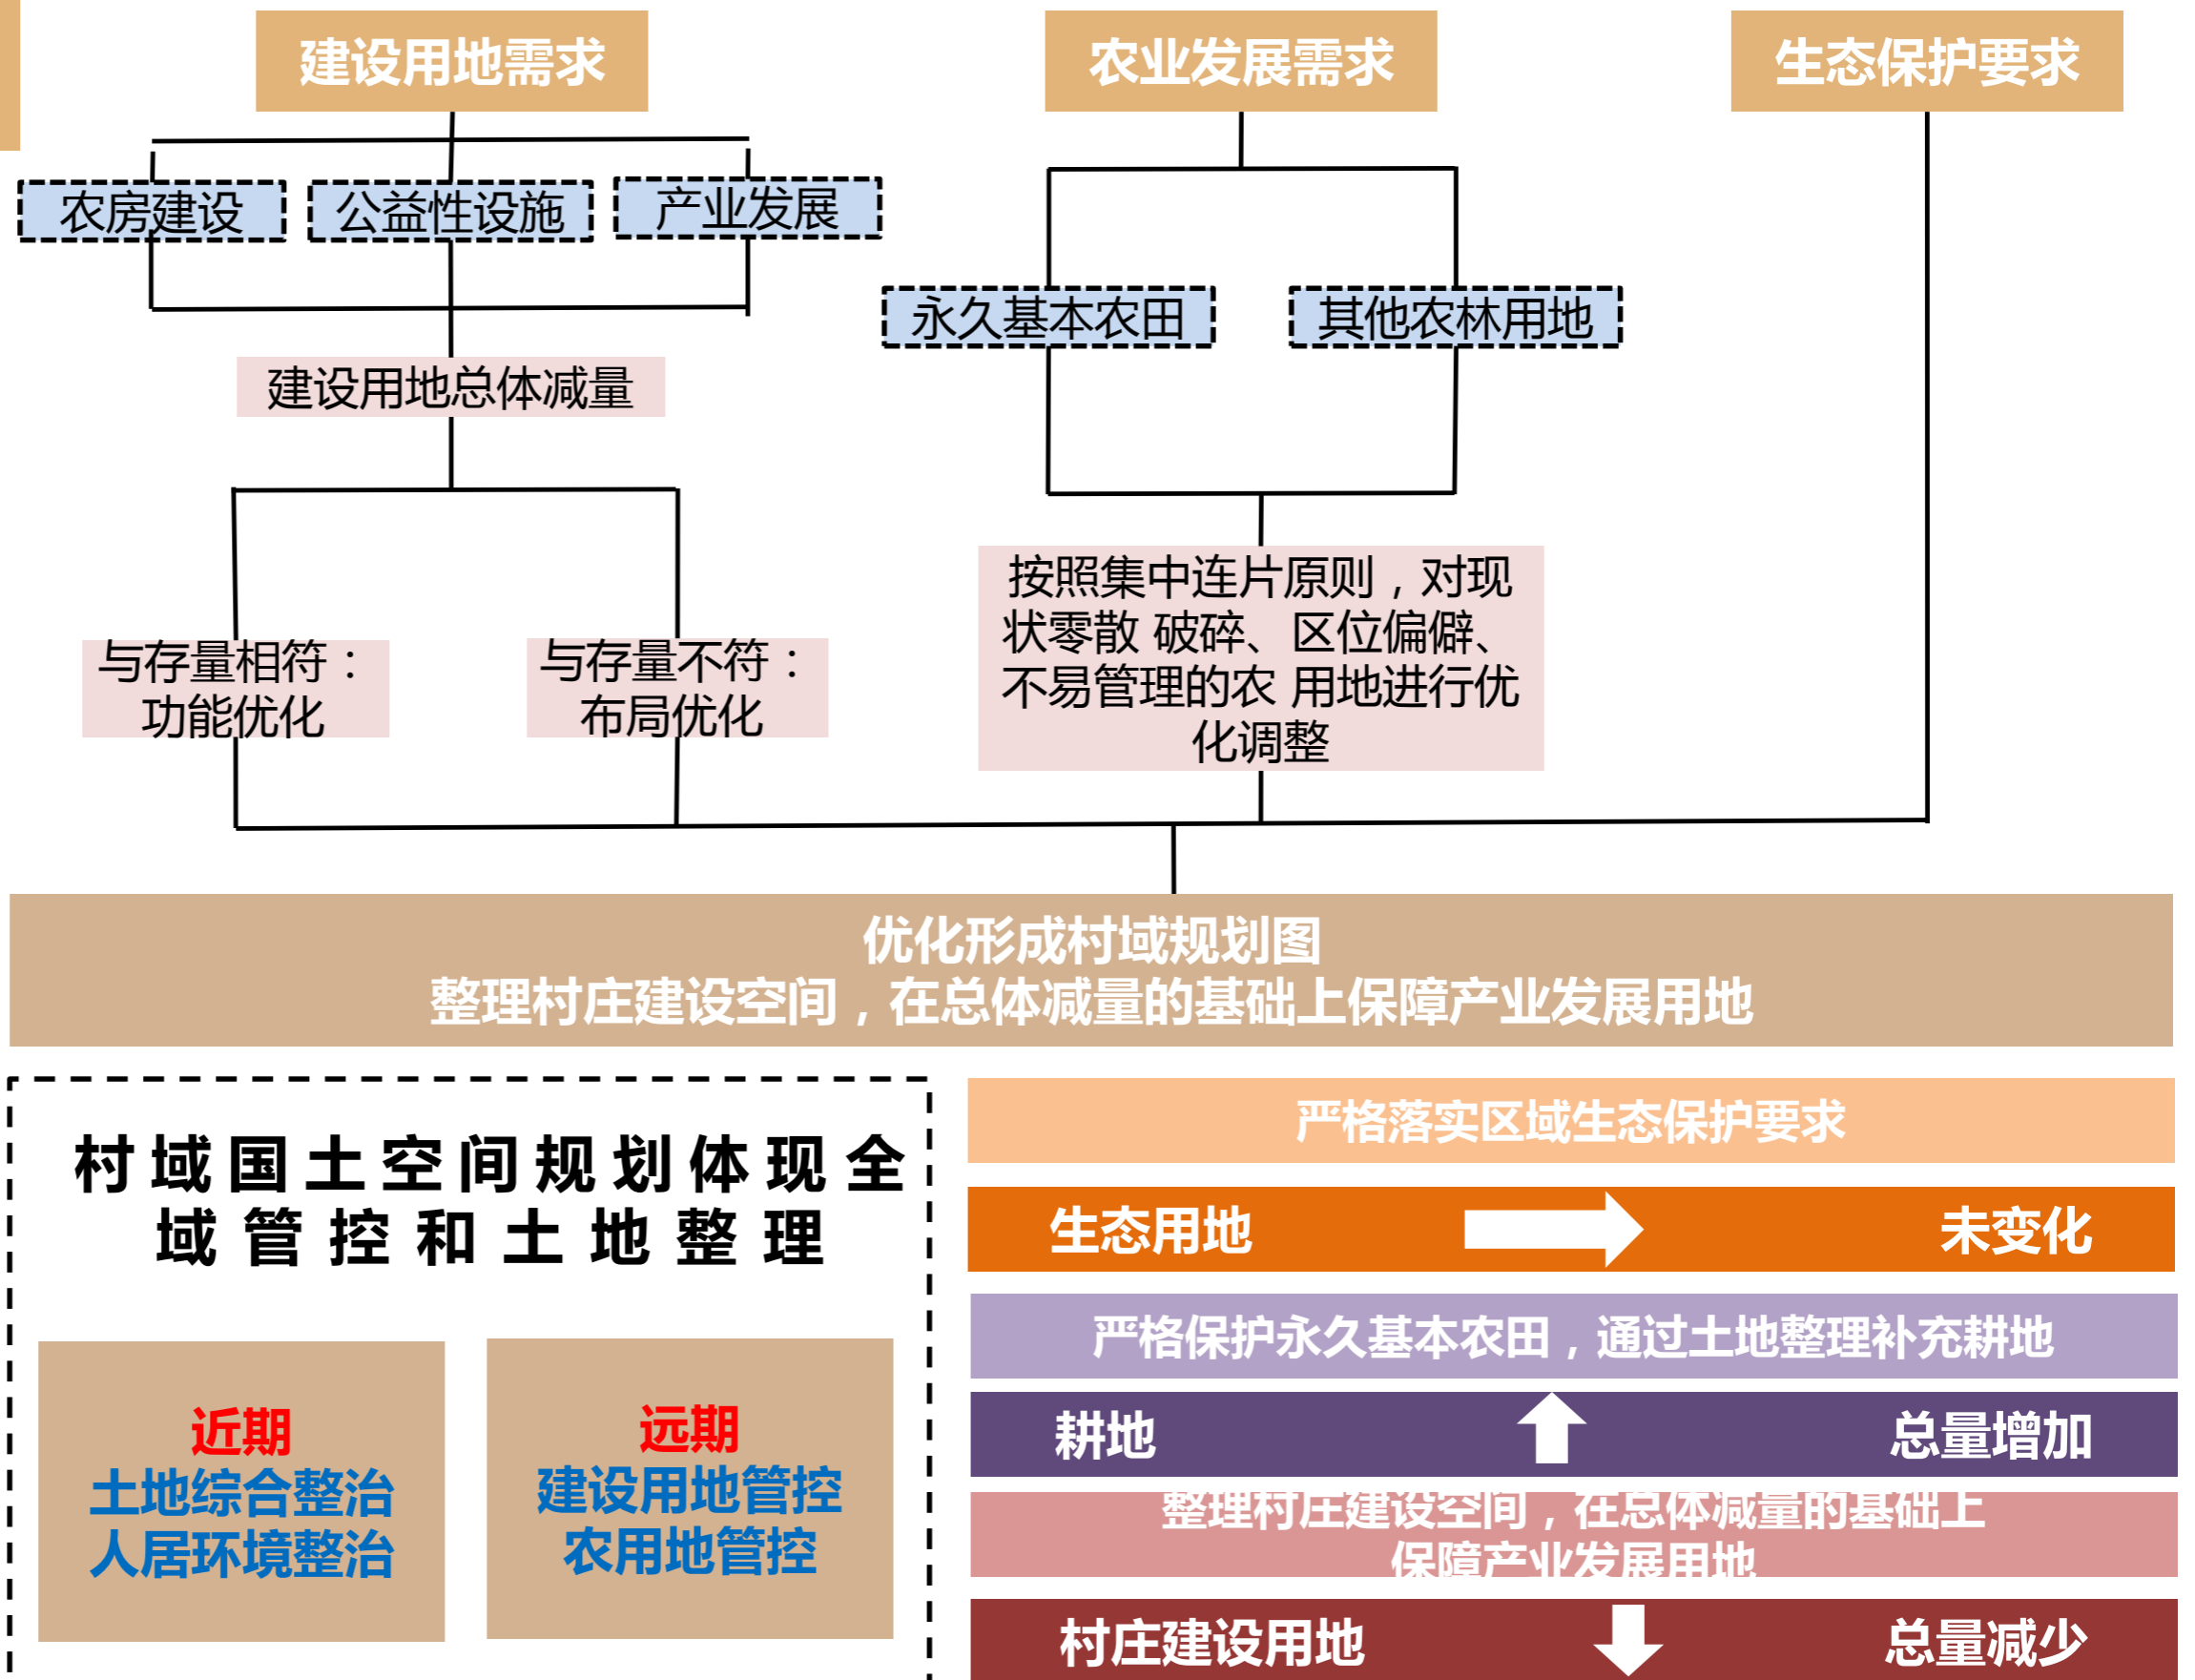 建设用地需求
农业发展需求
生态保护要求
农房建设
公益性设施
产业发展
永久基本农田
其他农林用地
建设用地总体减量
与存量相符：
功能优化
与存量不符：
布局优化
按照集中连片原则，对现
状零散 破碎、区位偏僻、
不易管理的农 用地进行优
化调整
优化形成村域规划图
整理村庄建设空间，在总体减量的基础上保障产业发展用地
村域国土空间规划体现全
域管控和土地整理
近期
土地综合整治
人居环境整治
远期
建设用地管控
农用地管控
严格落实区域生态保护要求
生态用地 未变化
严格保护永久基本农田，通过土地整理补充耕地
耕地 总量增加
整理村庄建设空间，在总体减量的基础上
保障产业发展用地
村庄建设用地 总量减少